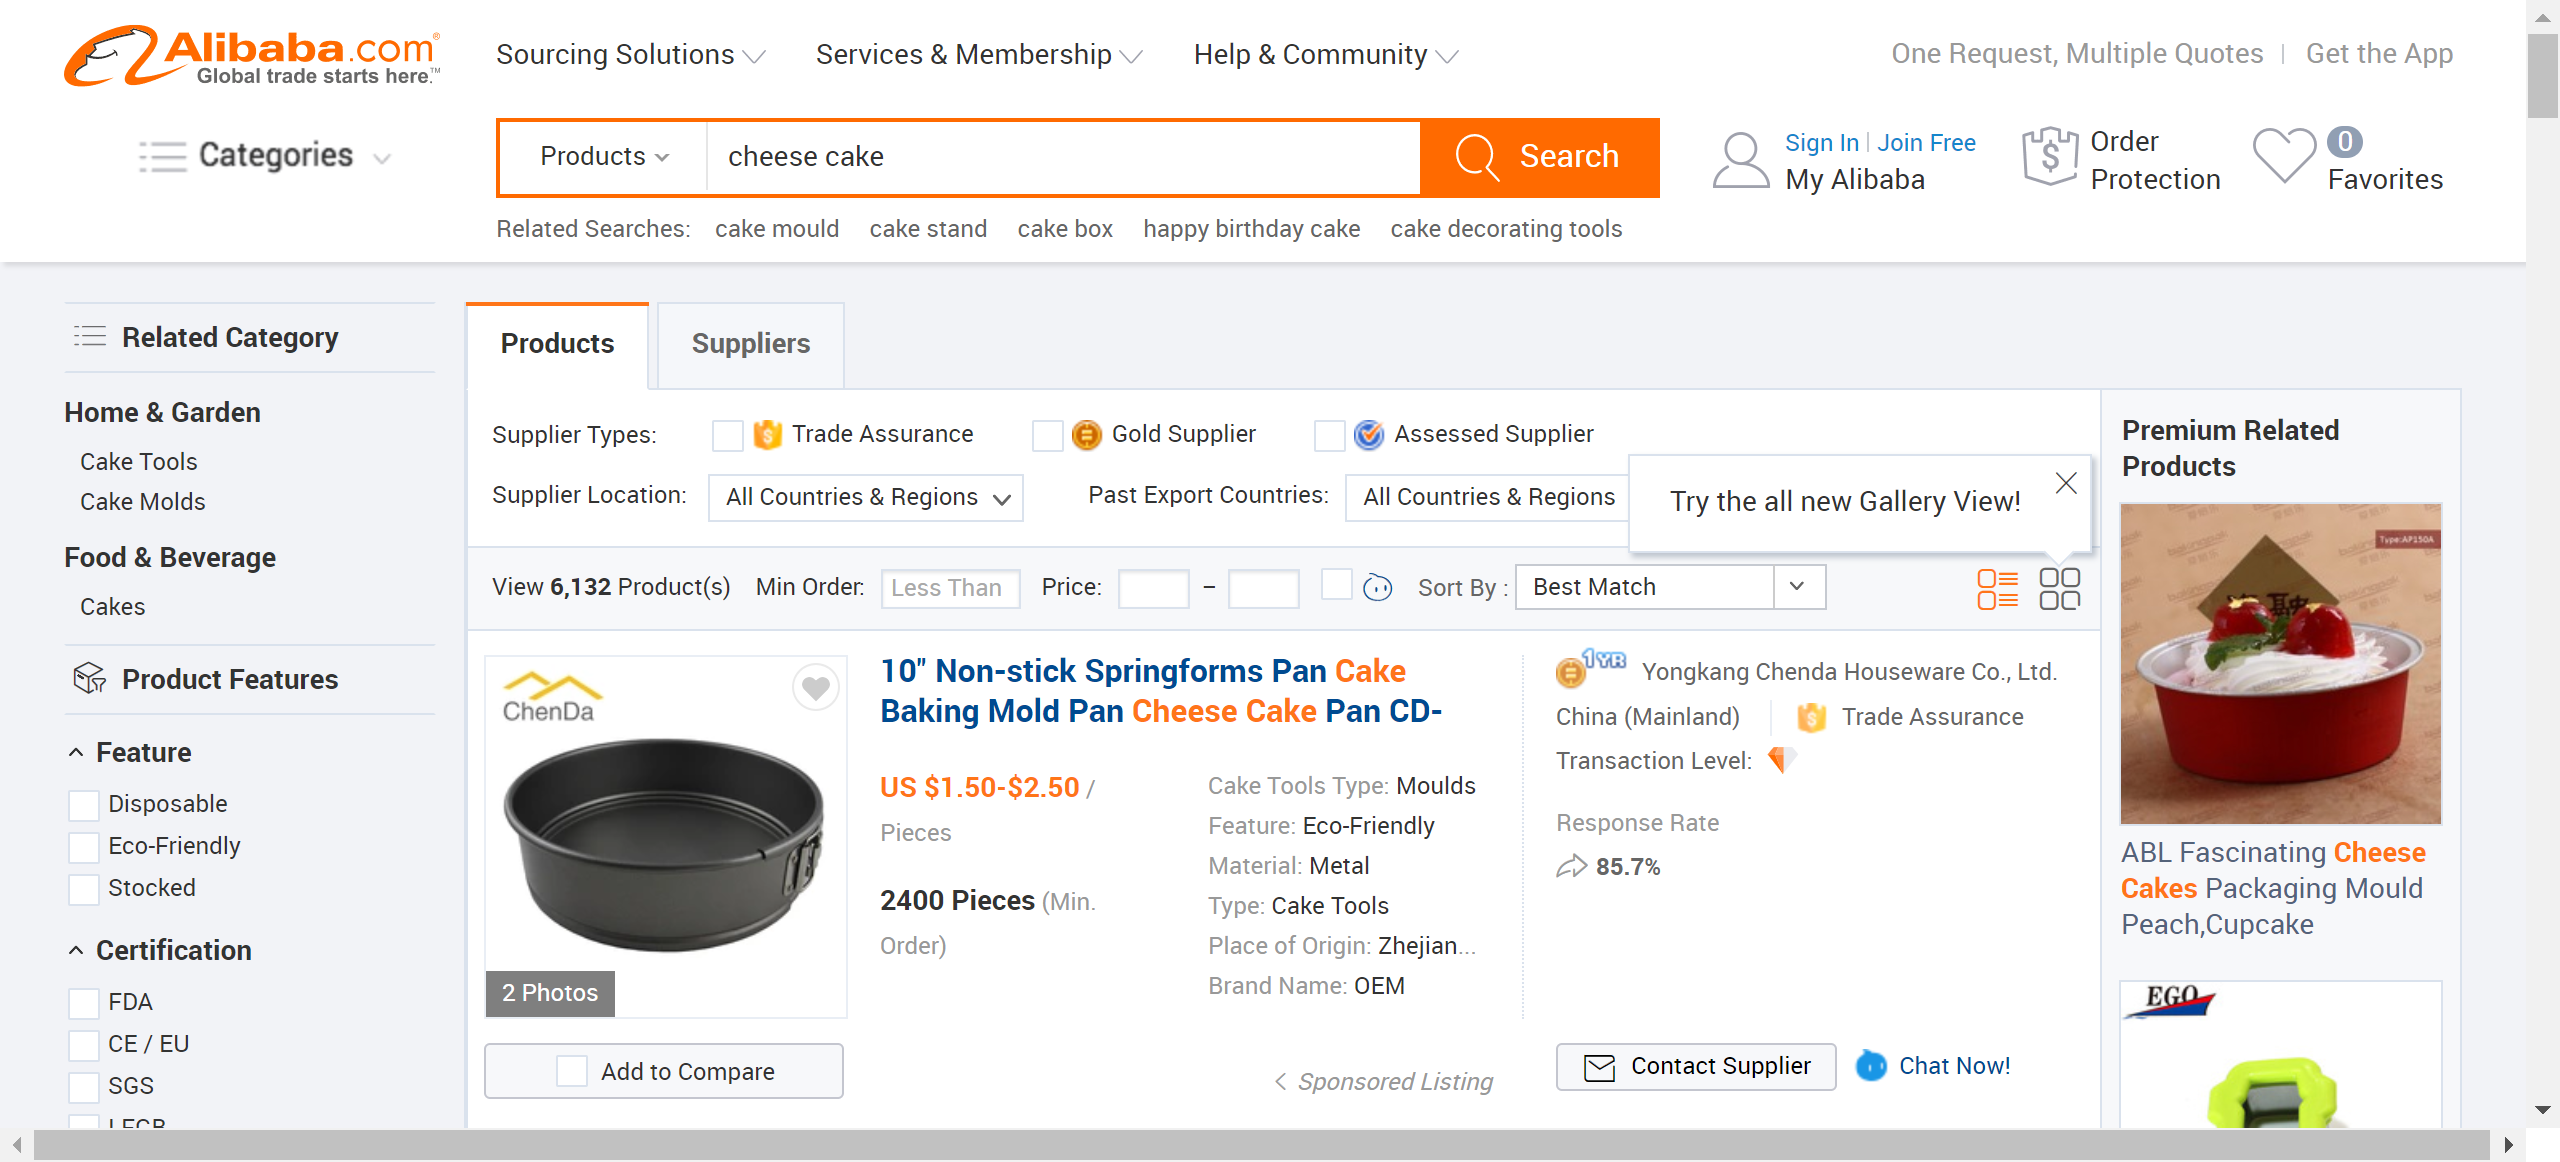 Alibaba.com®
Global trade starts here.™
Sourcing Solutions
Services & Membership
Help & Community
One Request, Multiple Quotes
Get the App
Categories
Products
cheese cake
Search
Sign In
Join Free
My Alibaba
Order
Protection
0
Favorites
Related Searches:
cake mould
cake stand
cake box
happy birthday cake
cake decorating tools
Related Category
Home & Garden
Cake Tools
Cake Molds
Food & Beverage
Cakes
Product Features
Feature
Disposable
Eco-Friendly
Stocked
Certification
FDA
CE / EU
SGS
LFGB
Products
Suppliers
Supplier Types:
Trade Assurance
Gold Supplier
Assessed Supplier
Supplier Location:
All Countries & Regions
Past Export Countries:
All Countries & Regions
Try the all new Gallery View!
View 6,132 Product(s)
Min Order:
Less Than
Price:
–
Sort By :
Best Match
ChenDa
2 Photos
Add to Compare
10" Non-stick Springforms Pan Cake
Baking Mold Pan Cheese Cake Pan CD-
US $1.50-$2.50 /
Pieces
2400 Pieces (Min.
Order)
Cake Tools Type: Moulds
Feature: Eco-Friendly
Material: Metal
Type: Cake Tools
Place of Origin: Zhejian...
Brand Name: OEM
Sponsored Listing
1YR
Yongkang Chenda Houseware Co., Ltd.
China (Mainland)
Trade Assurance
Transaction Level:
Response Rate
85.7%
Contact Supplier
Chat Now!
Premium Related
Products
Type:AP150A
ABL Fascinating Cheese
Cakes Packaging Mould
Peach,Cupcake
EGO